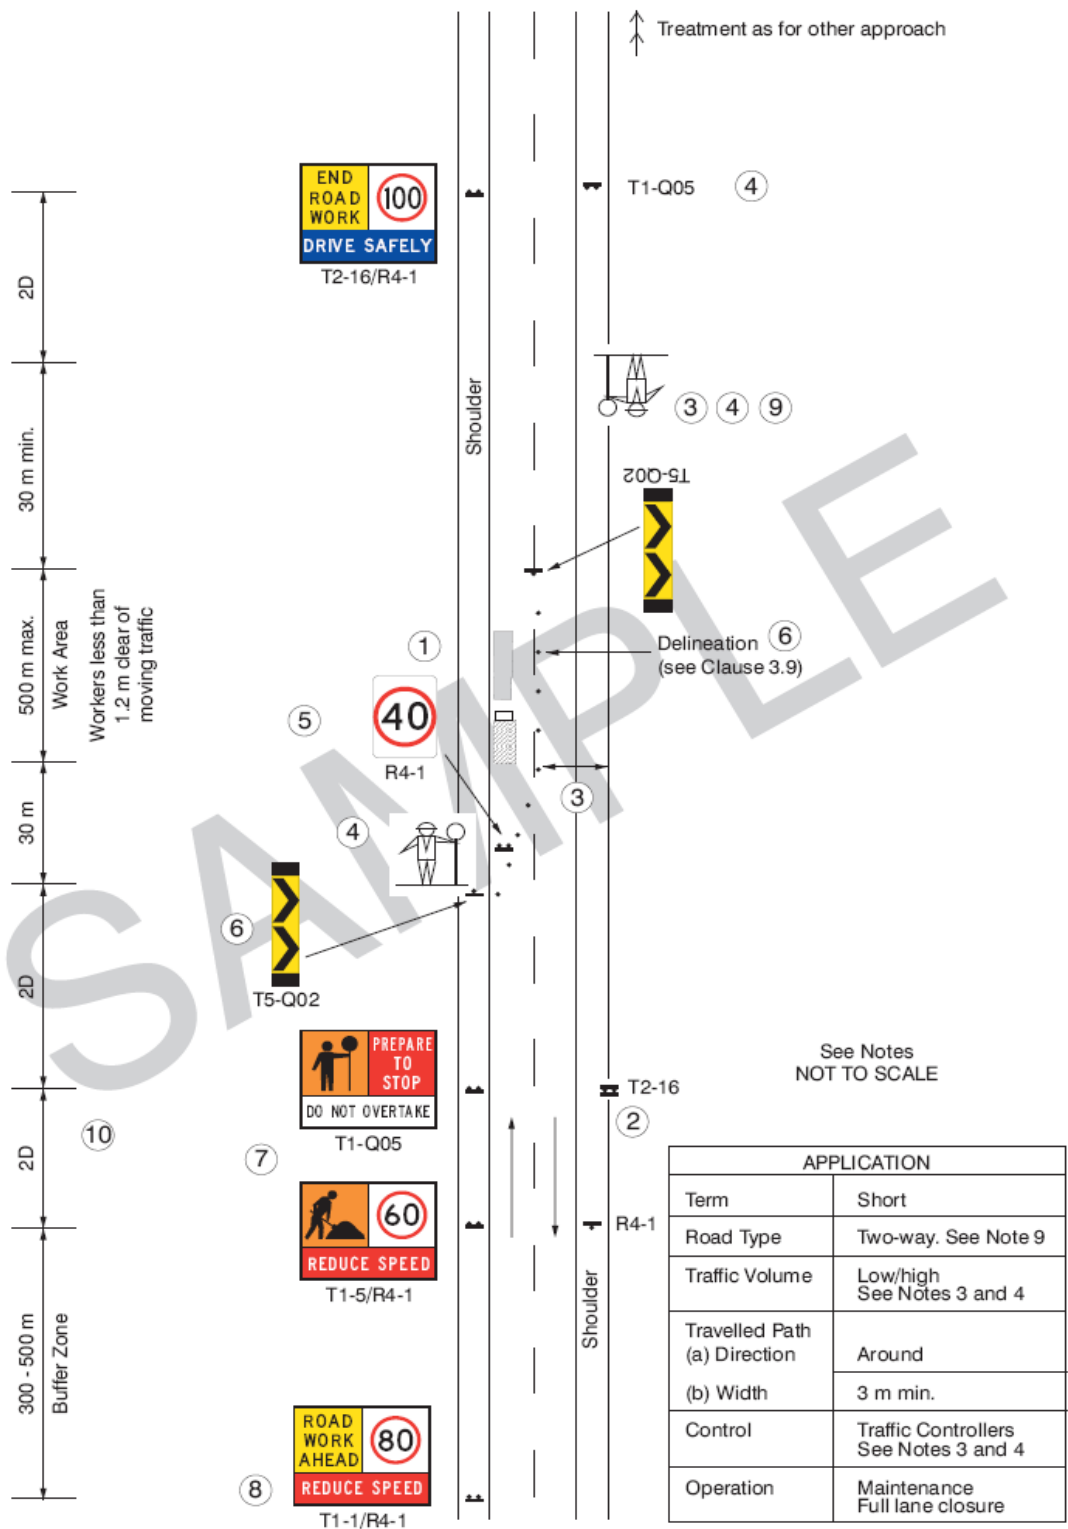 Treatment as for other approach
END
ROAD
WORK
100
DRIVE SAFELY
T2-16/R4-1
T1-Q05
4
2D
30 m min.
Shoulder
3 4 9
T5-Q02
500 m max.
Work Area
Workers less than
1.2 m clear of
moving traffic
1
Delineation 6
(see Clause 3.9)
5
40
R4-1
3
30 m
4
6
T5-Q02
2D
SAMPLE
PREPARE
TO
STOP
DO NOT OVERTAKE
T1-Q05
See Notes
NOT TO SCALE
T2-16
2
10
2D
7
60
REDUCE SPEED
T1-5/R4-1
R4-1
Shoulder
300 - 500 m
Buffer Zone
ROAD
WORK
AHEAD
80
REDUCE SPEED
8
T1-1/R4-1
APPLICATION
Term Short
Road Type Two-way. See Note 9
Traffic Volume Low/high
See Notes 3 and 4
Travelled Path
(a) Direction Around
(b) Width 3 m min.
Control Traffic Controllers
See Notes 3 and 4
Operation Maintenance
Full lane closure